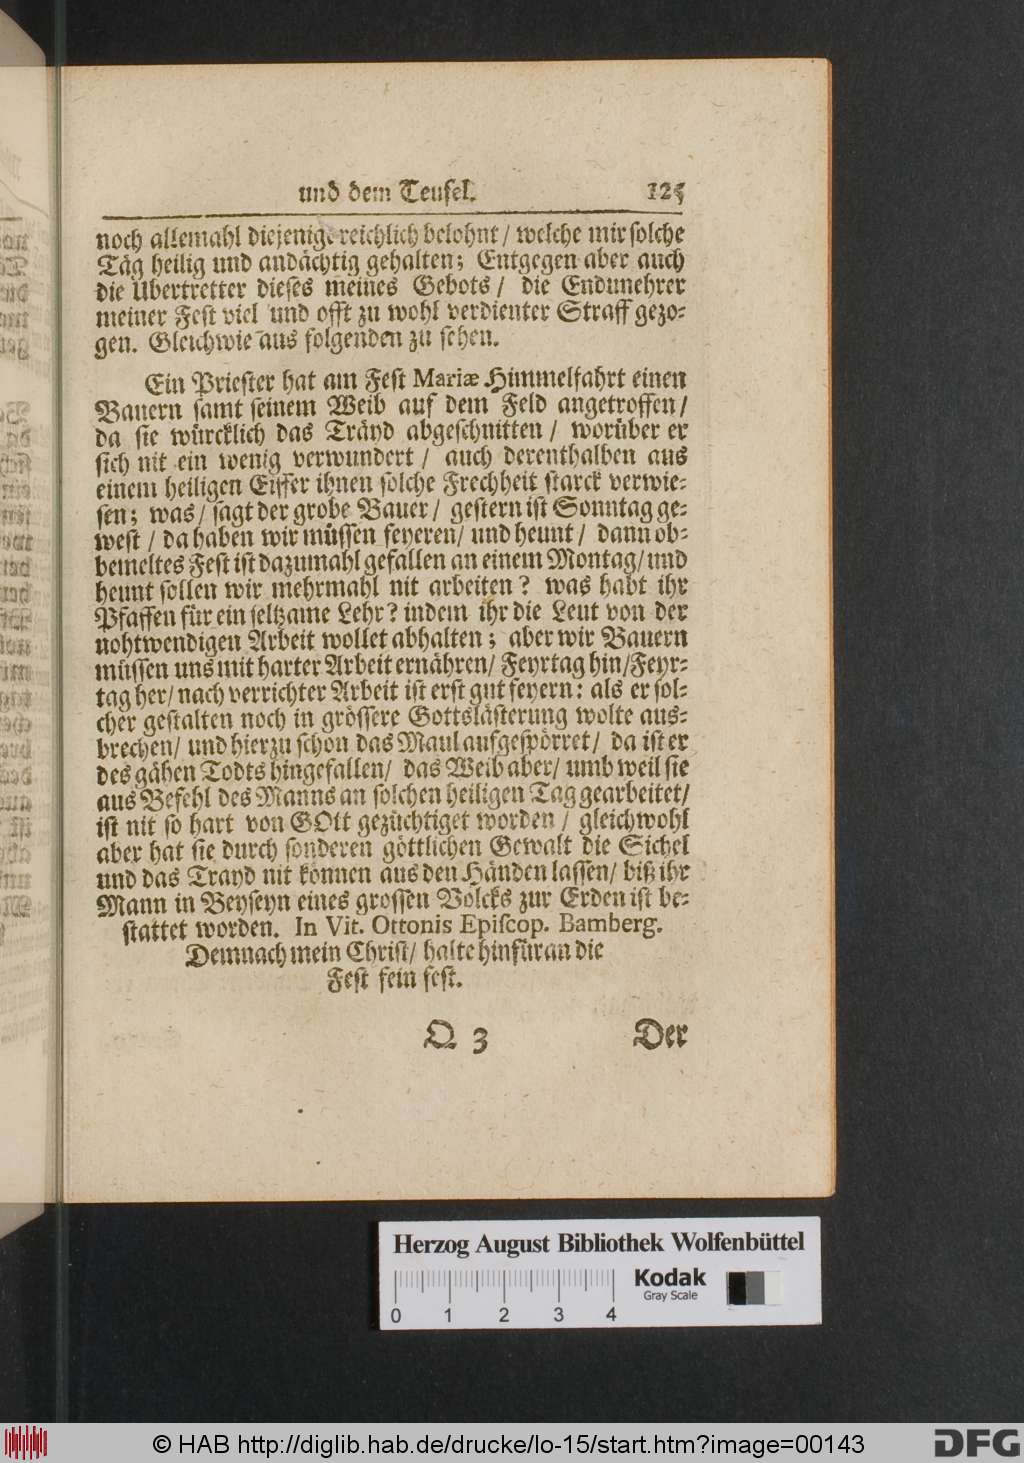 und dem Teufel. 125
noch allemahl diejenige reichlich belohnt / welche mir solche
Täg heilig und andächtig gehalten; Entgegen aber auch
die Übertretter dieses meines Gebots / die Endunehrer
meiner Fest viel und offt zu wohl verdienter Straff gezo-
gen. Gleichwie aus folgenden zu sehen.
Ein Priester hat am Fest Mariæ Himmelfahrt einen
Bauern samt seinem Weib auf dem Feld angetroffen /
da sie würcklich das Träyd abgeschnitten / worüber er
sich nit ein wenig verwundert / auch derenthalben aus
einem heiligen Eiffer ihnen solche Frechheit starck verwie-
sen; was / sagt der grobe Bauer / gestern ist Sonntag ge-
west / da haben wir müssen feyeren / und heunt / dann ob-
bemeltes Fest ist dazumahl gefallen an einem Montag / und
heunt sollen wir mehrmahl nit arbeiten? was habt ihr
Pfaffen für ein seltzame Lehr? indem ihr die Leut von der
nohtwendigen Arbeit wollet abhalten; aber wir Bauern
müssen uns mit harter Arbeit ernähren / Feyrtag hin / Feyr-
tag her / nach verrichter Arbeit ist erst gut feyern: als er sol-
cher gestalten noch in grössere Gottslästerung wolte aus-
brechen / und hierzu schon das Maul aufgespörret / da ist er
des gähen Todts hingefallen / das Weib aber / umb weil sie
aus Befehl des Manns an solchen heiligen Tag gearbeitet /
ist nit so hart von GOtt gezüchtiget worden / gleichwohl
aber hat sie durch sonderen göttlichen Gewalt die Sichel
und das Trayd nit können aus den Händen lassen / biß ihr
Mann in Beyseyn eines grossen Volcks zur Erden ist be-
stattet worden. In Vit. Ottonis Episcop. Bamberg.
Demnach mein Christ / halte hinfüran die
Fest fein fest.
Q 3 Der
Herzog August Bibliothek Wolfenbüttel
Kodak
Gray Scale
0 1 2 3 4
© HAB http://diglib.hab.de/drucke/lo-15/start.htm?image=00143
DFG